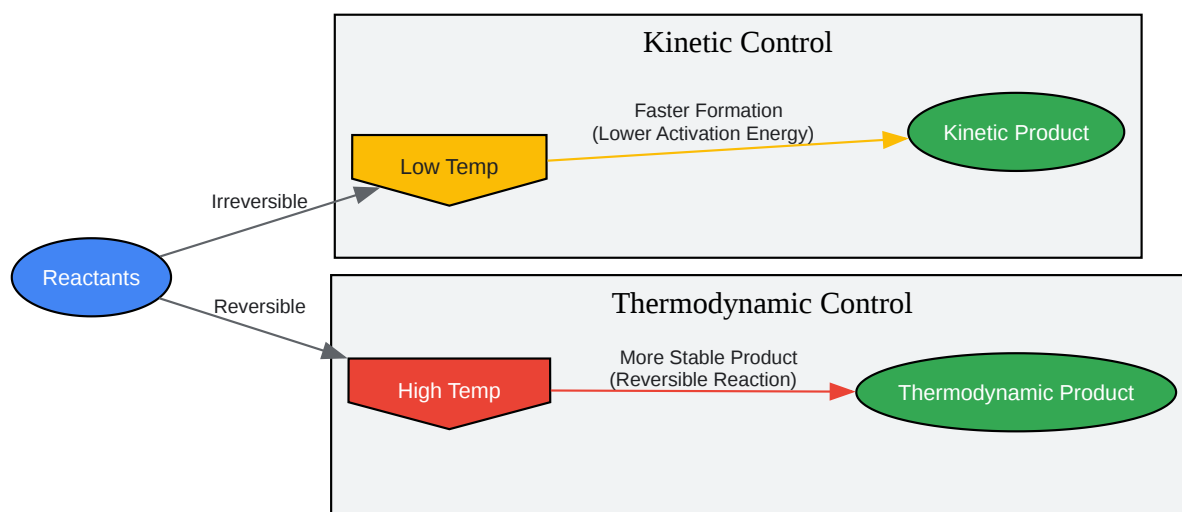 Kinetic Control
Faster Formation
(Lower Activation Energy)
Kinetic Product
Low Temp
Irreversible
Reactants
Reversible
Thermodynamic Control
More Stable Product
(Reversible Reaction)
High Temp
Thermodynamic Product